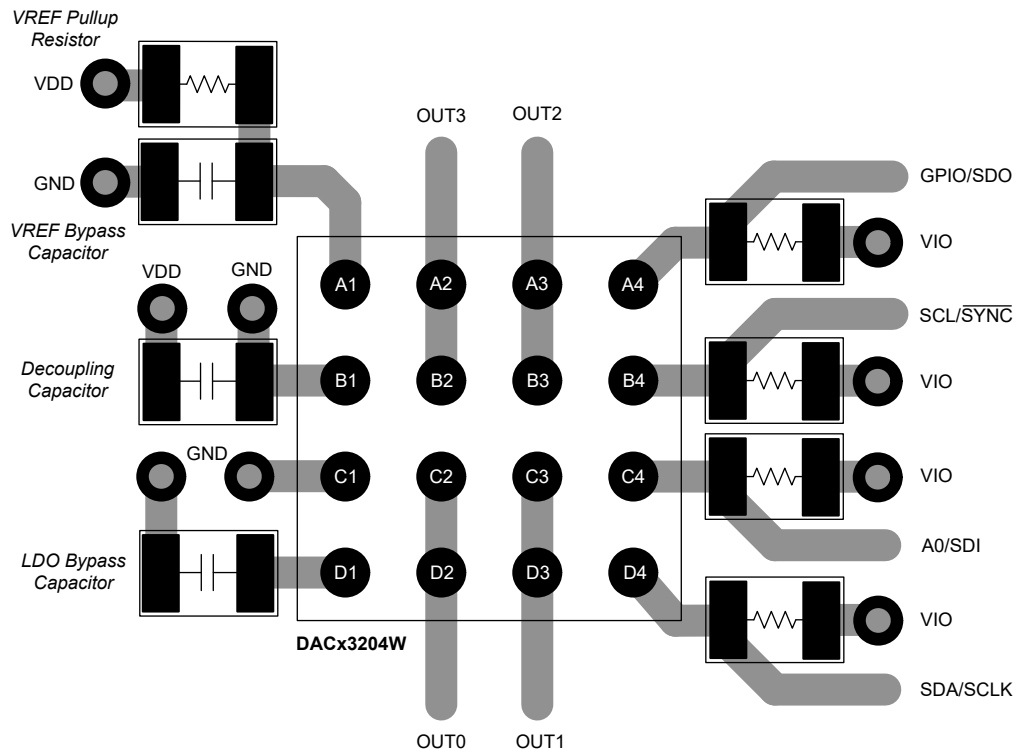 VREF Pullup
Resistor
VDD
OUT3
OUT2
GPIO/SDO
GND
VREF Bypass
Capacitor
VIO
VDD
GND
A1
A2
A3
A4
SCL/SYNC
Decoupling
Capacitor
B1
B2
B3
B4
VIO
GND
C1
C2
C3
C4
VIO
A0/SDI
LDO Bypass
Capacitor
D1
D2
D3
D4
VIO
DACx3204W
SDA/SCLK
OUT0
OUT1